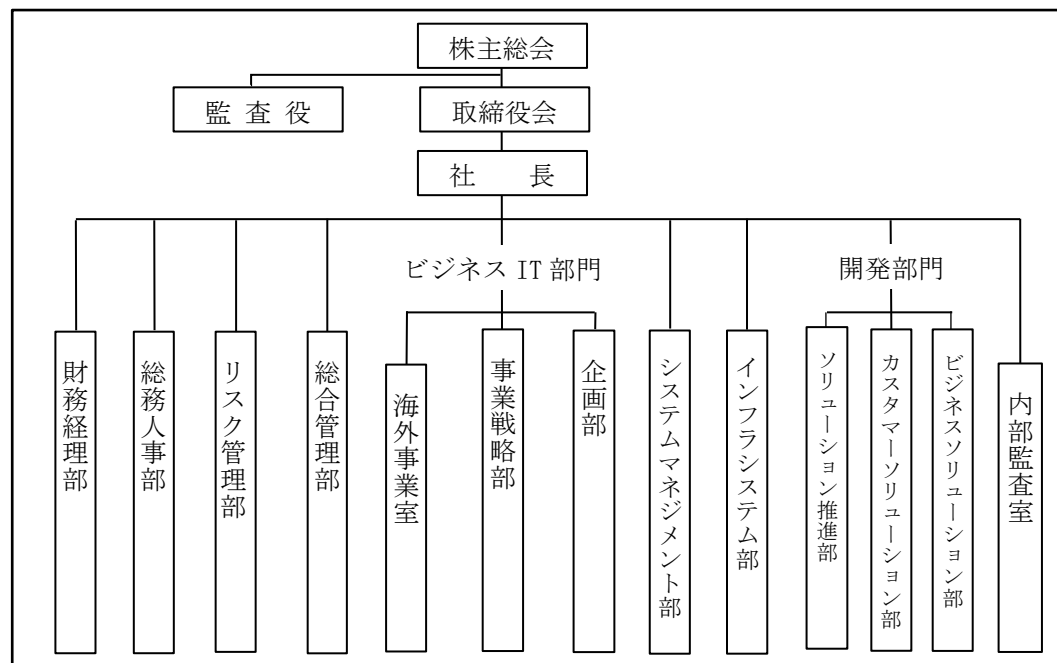 株主総会
監 査 役
取締役会
社　　長
ビジネス IT 部門
開発部門
財務経理部
総務人事部
リスク管理部
総合管理部
海外事業室
事業戦略部
企画部
システムマネジメント部
インフラシステム部
ソリューション推進部
カスタマーソリューション部
ビジネスソリューション部
内部監査室